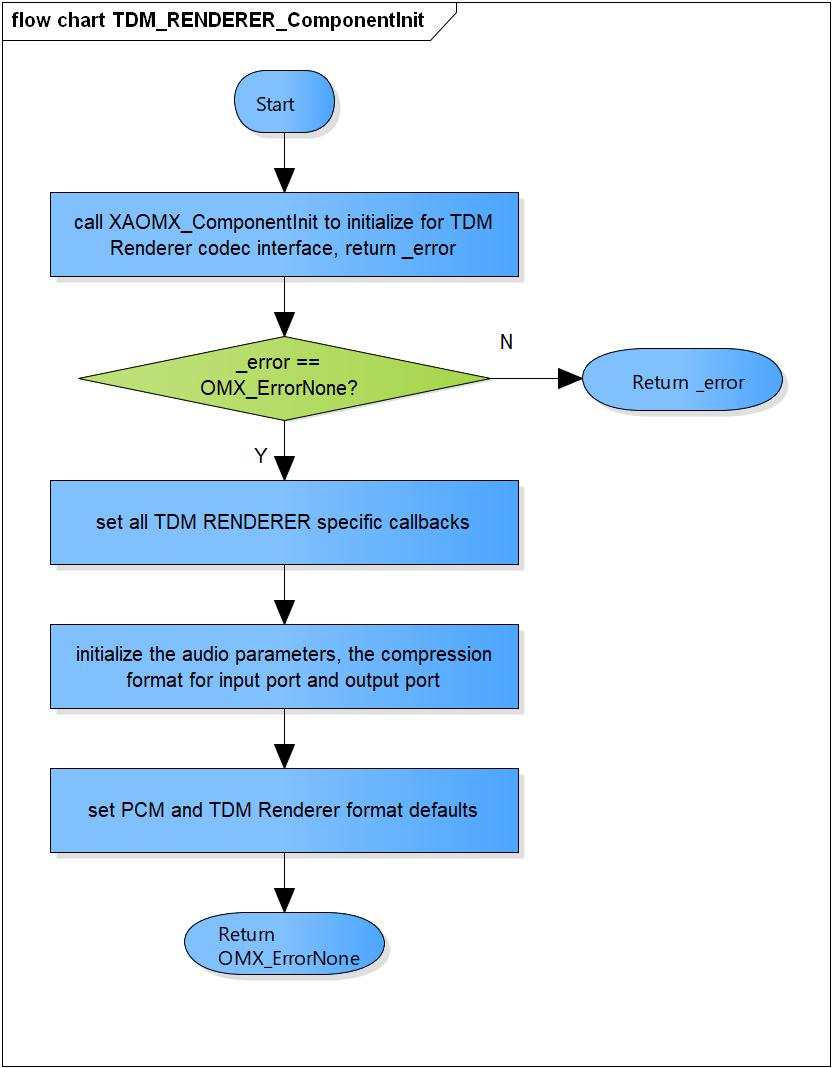 flow chart TDM_RENDERER_ComponentInit
Start
call XAOMX_ComponentInit to initialize for TDM
Renderer codec interface, return _error
_error ==
OMX_ErrorNone?
N
Return _error
Y
set all TDM RENDERER specific callbacks
initialize the audio parameters, the compression
format for input port and output port
set PCM and TDM Renderer format defaults
Return
OMX_ErrorNone